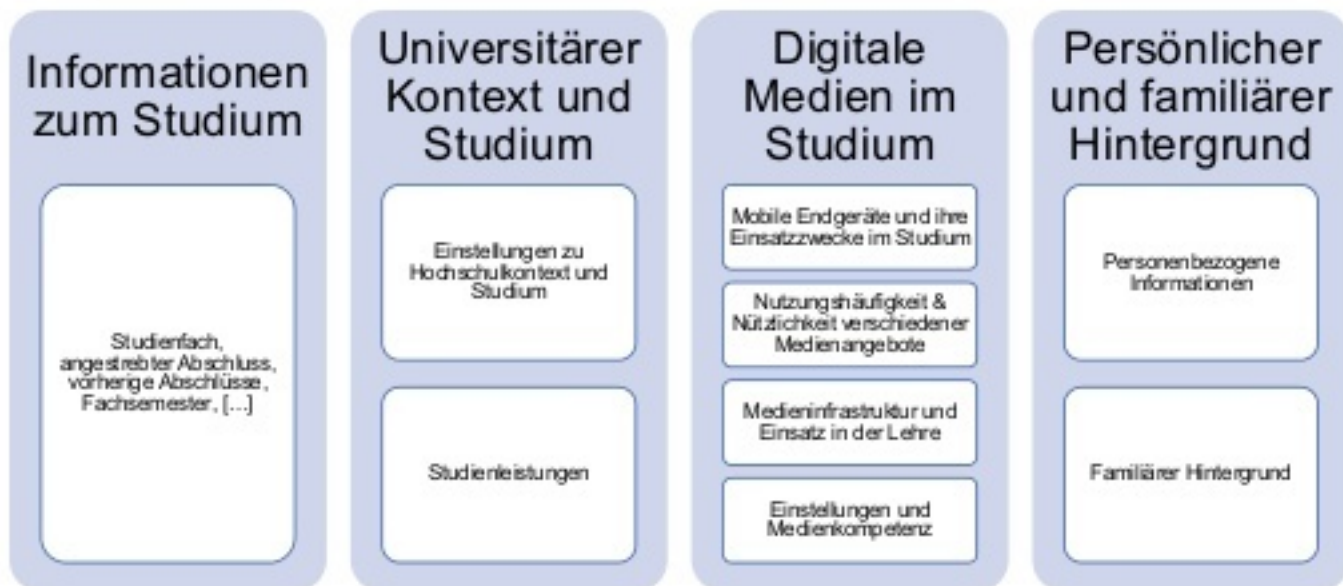 Informationen
zum Studium
Studienfach,
angestrebter Abschluss,
vorherige Abschlüsse,
Fachsemester, [...]
Universitärer
Kontext und
Studium
Einstellungen zu
Hochschulkontext und
Studium
Studienleistungen
Digitale
Medien im
Studium
Mobile Endgeräte und ihre
Einsatzzwecke im Studium
Nutzungshäufigkeit &
Nützlichkeit verschiedener
Medienangebote
Medieninfrastruktur und
Einsatz in der Lehre
Einstellungen und
Medienkompetenz
Persönlicher
und familiärer
Hintergrund
Personenbezogene
Informationen
Familiärer Hintergrund